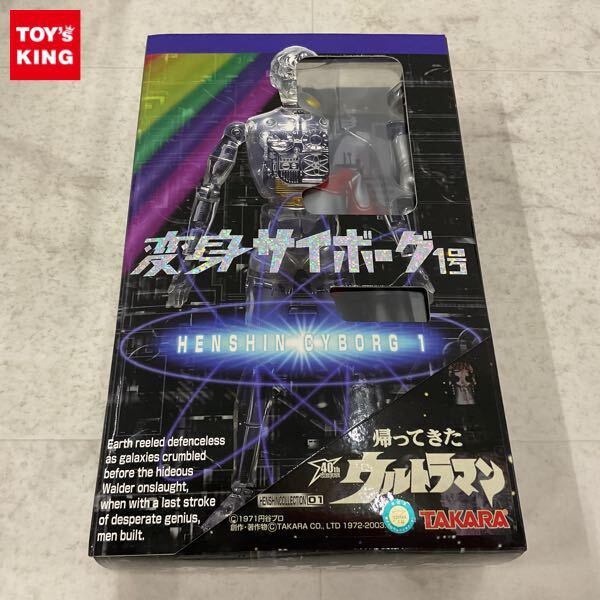 TOY'S
KING
変身サイボーグ1号
HENSHIN CYBORG 1
Earth reeled defenceless
as galaxies crumbled
before the hideous
Walder onslaught,
when with a last stroke
of desperate genius,
men built.
HENSHIN COLLECTION 01
40th
帰ってきた
ウルトラマン
TAKARA
©1971円谷プロ
創作・著作物©TAKARA CO., LTD 1972-2003